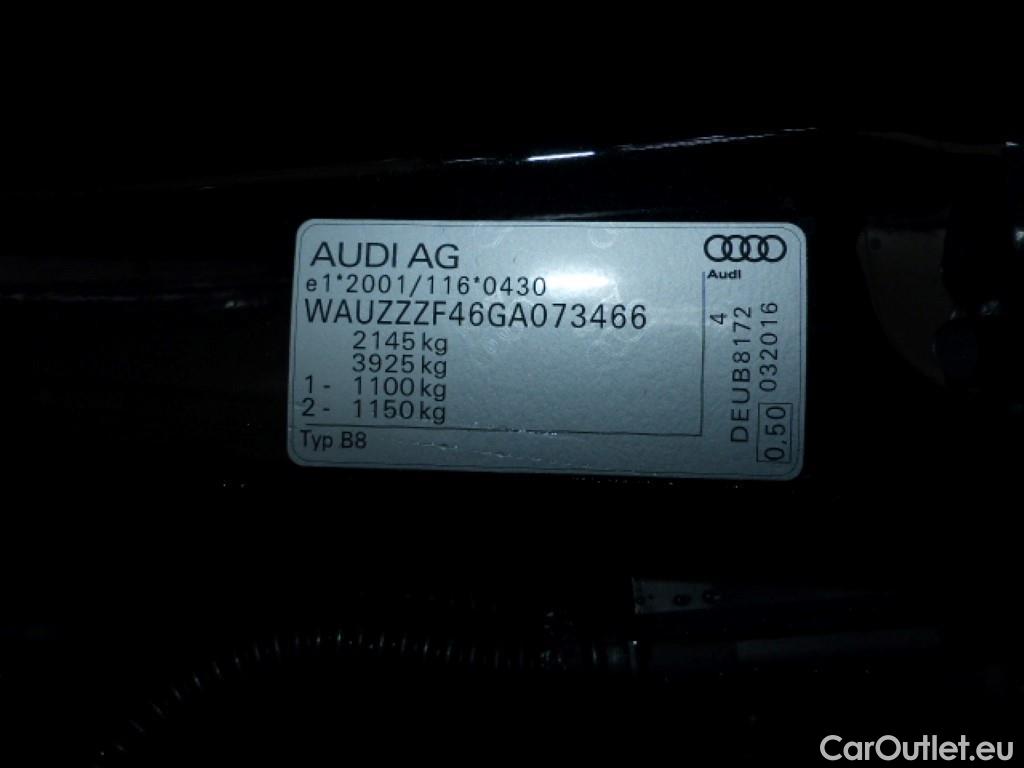 AUDI AG
e1*2001/116*0430
WAUZZZF46GA073466
2145 kg
3925 kg
1 - 1100 kg
2 - 1150 kg
Typ B8
Audi
4
DEUB8172
0,50 032016
CarOutlet.eu